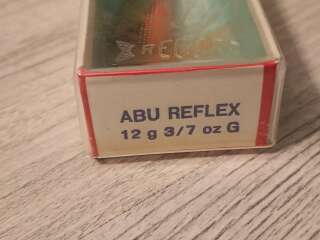 ABU REFLEX
12 g 3/7 oz G